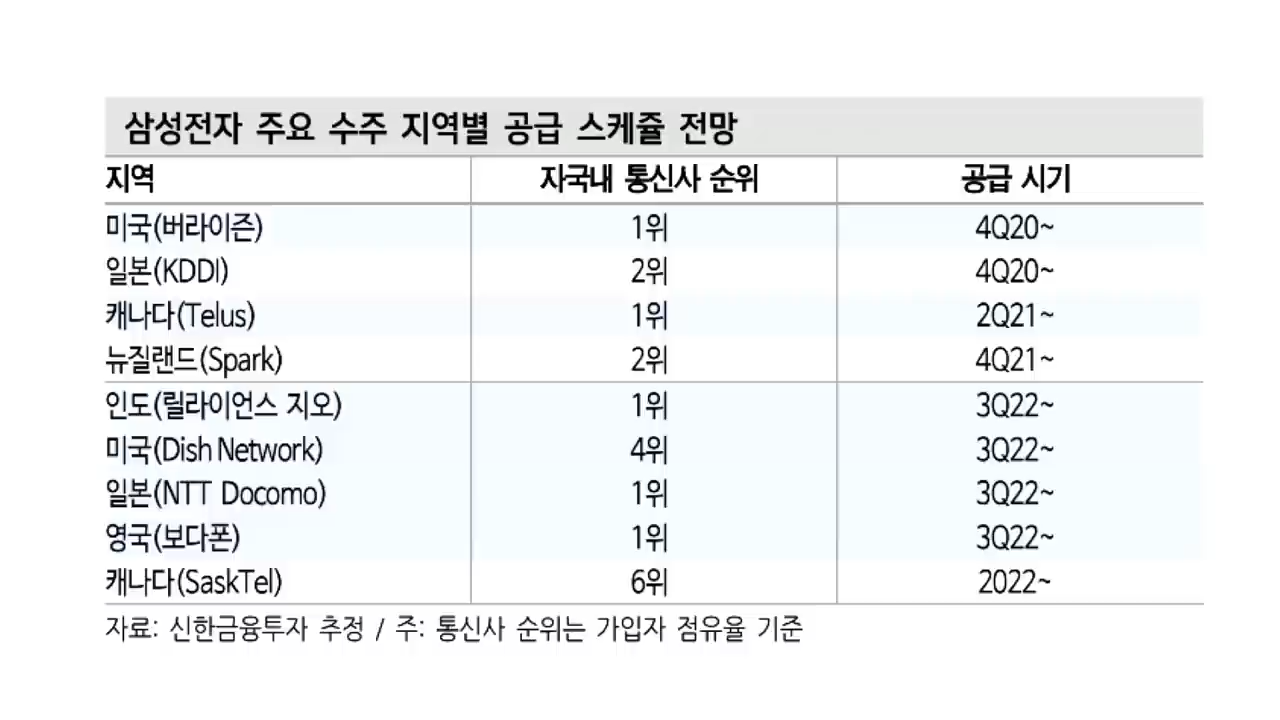 삼성전자 주요 수주 지역별 공급 스케쥴 전망
지역 자국내 통신사 순위 공급 시기
미국(버라이즌) 1위 4Q20~
일본(KDDI) 2위 4Q20~
캐나다(Telus) 1위 2Q21~
뉴질랜드(Spark) 2위 4Q21~
인도(릴라이언스 지오) 1위 3Q22~
미국(Dish Network) 4위 3Q22~
일본(NTT Docomo) 1위 3Q22~
영국(보다폰) 1위 3Q22~
캐나다(SaskTel) 6위 2022~
자료: 신한금융투자 추정 / 주: 통신사 순위는 가입자 점유율 기준